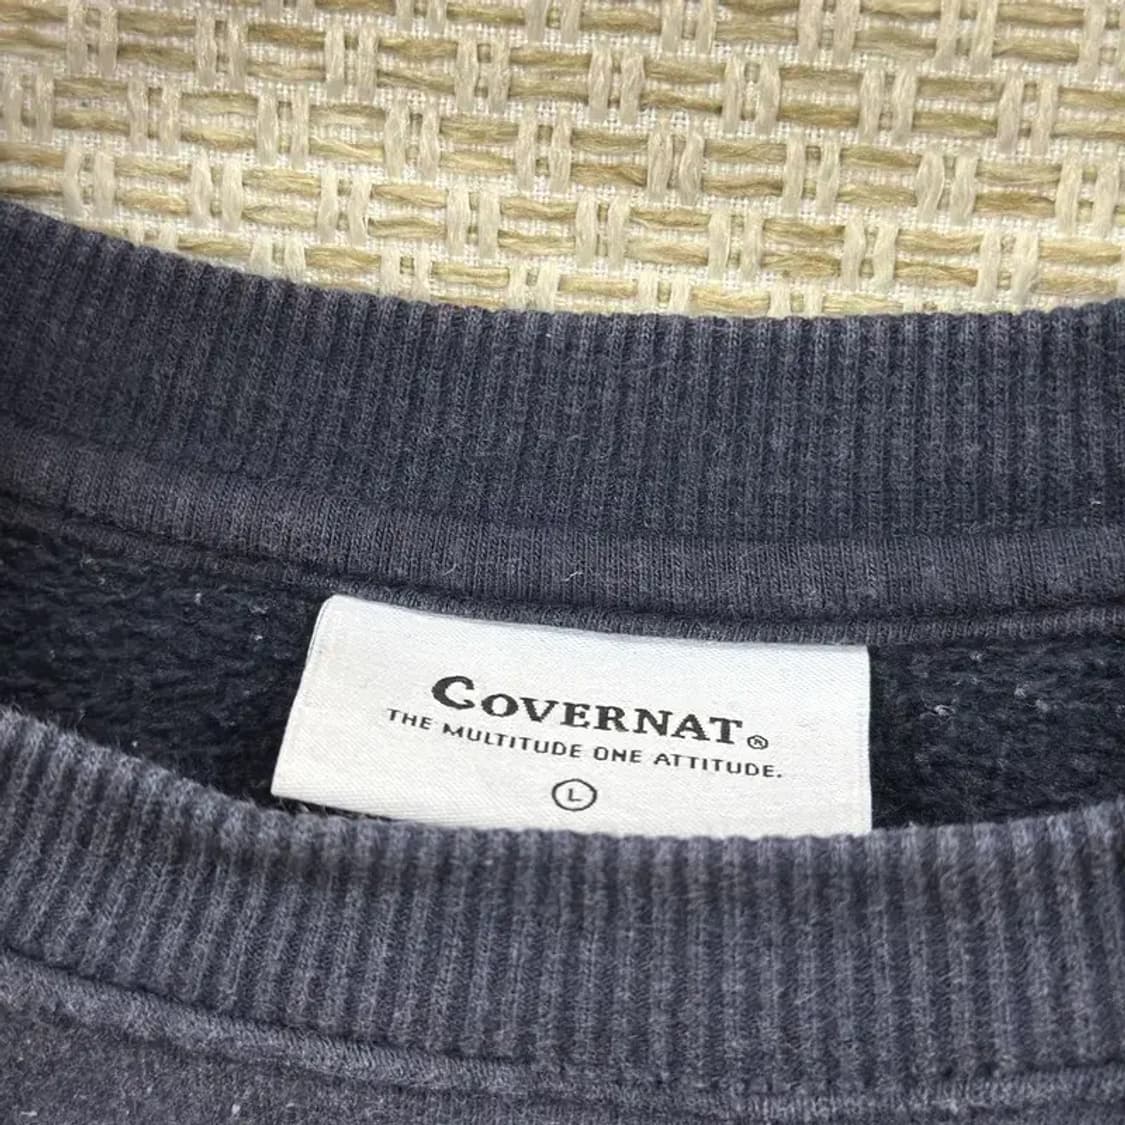 COVERNAT®
THE MULTITUDE ONE ATTITUDE.
L